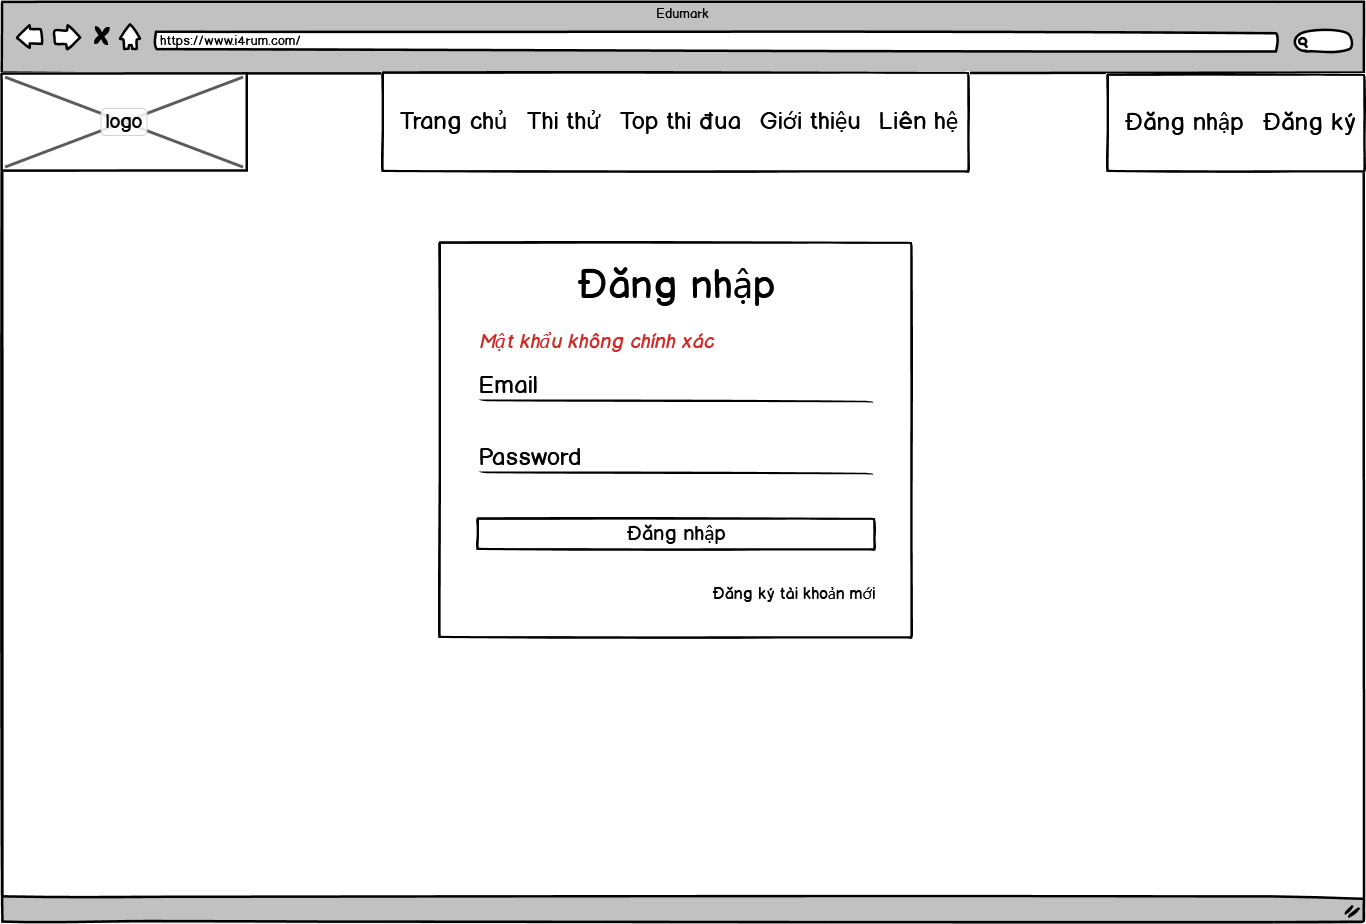 Edumark
https://www.i4rum.com/
logo
Trang chủ Thi thử Top thi đua Giới thiệu Liên hệ
Đăng nhập Đăng ký
Đăng nhập
Mật khẩu không chính xác
Email
Password
Đăng nhập
Đăng ký tài khoản mới